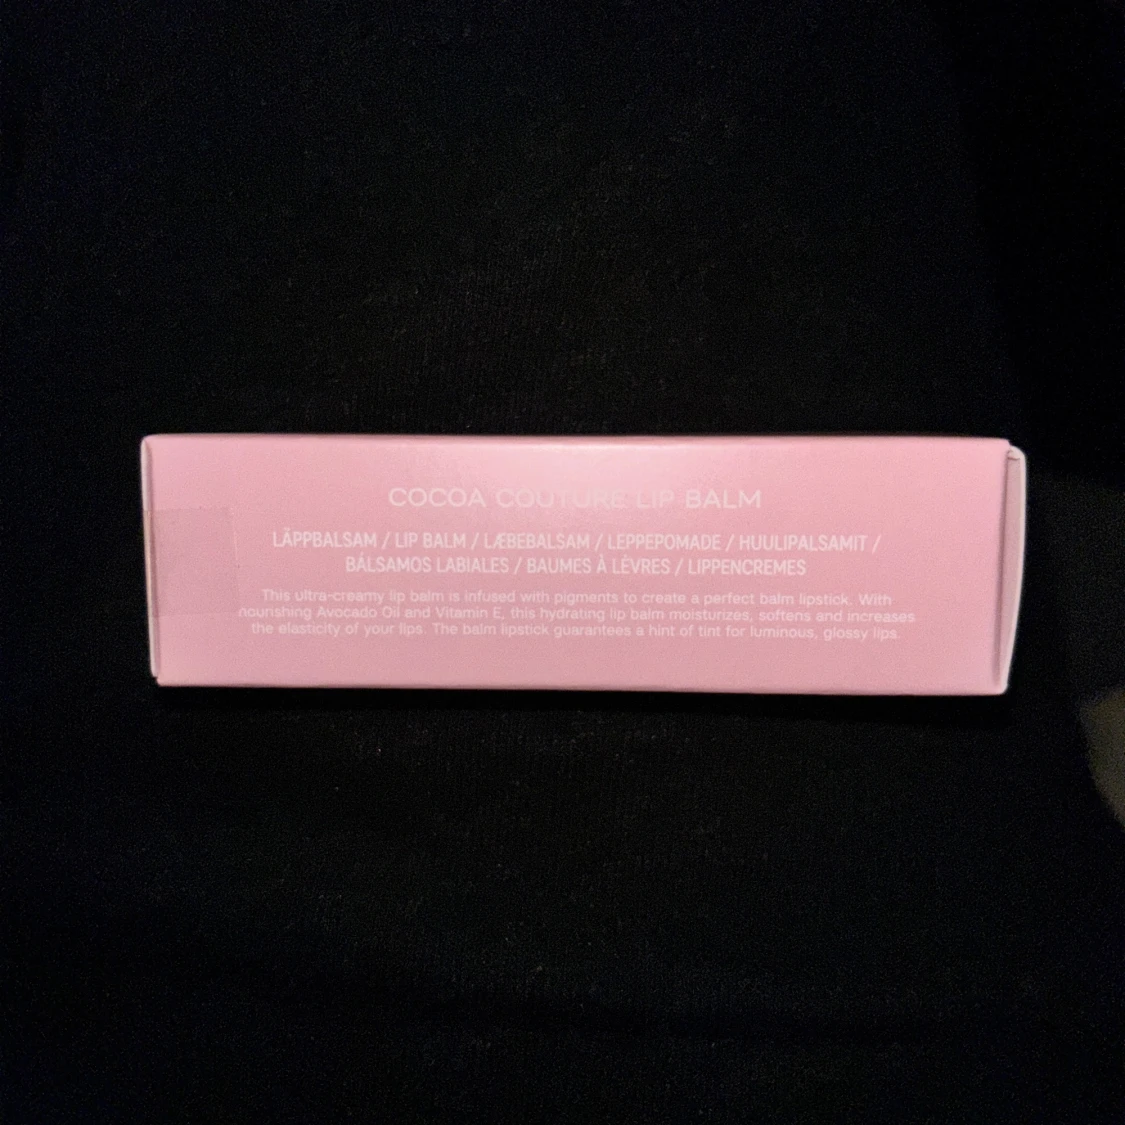 COCOA COUTURE LIP BALM
LÄPPBALSAM / LIP BALM / LÆBEBALSAM / LEPPEPOMADE / HUULIPALSAMIT /
BÁLSAMOS LABIALES / BAUMES À LÈVRES / LIPPENCREMES
This ultra-creamy lip balm is infused with pigments to create a perfect balm lipstick. With
nourishing Avocado Oil and Vitamin E, this hydrating lip balm moisturizes, softens and increases
the elasticity of your lips. The balm lipstick guarantees a hint of tint for luminous, glossy lips.